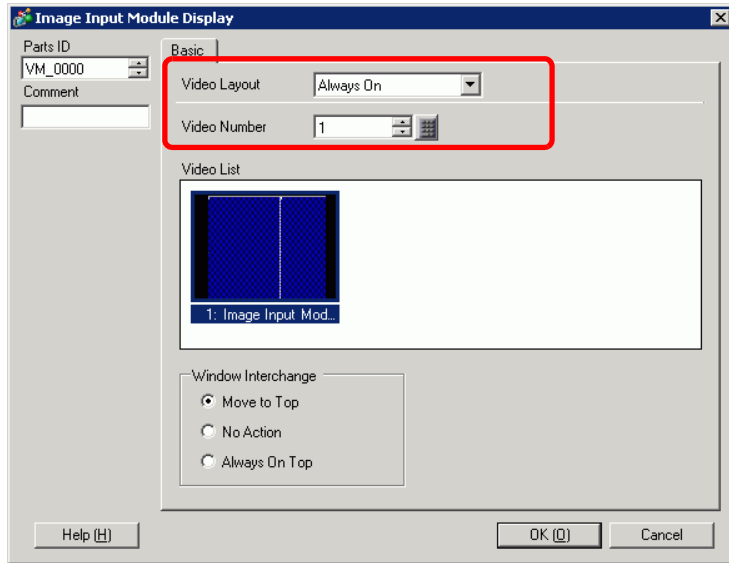 Image Input Module Display
Parts ID
VM_0000
Comment
Basic
Video Layout
Always On
Video Number
1
Video List
1: Image Input Mod...
Window Interchange
Move to Top
No Action
Always On Top
Help (H)
OK (O)
Cancel